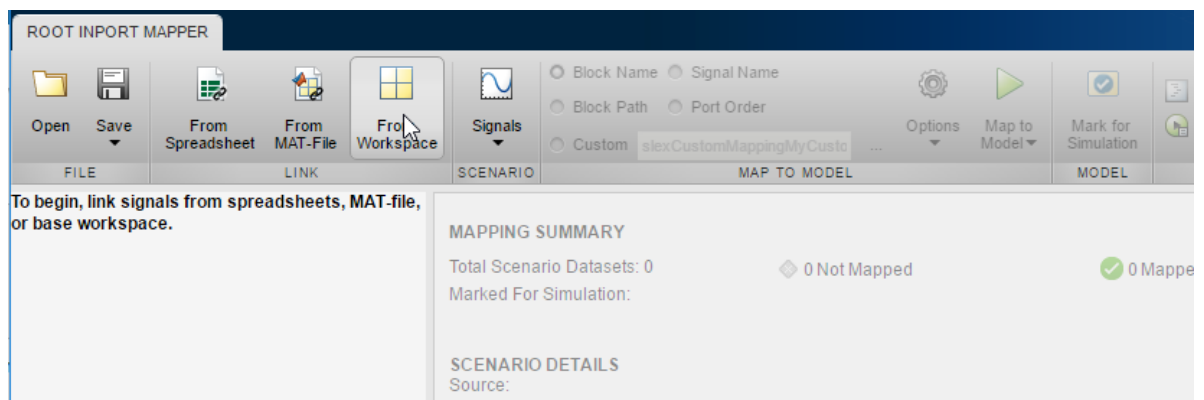 ROOT INPORT MAPPER
Open
Save
From
Spreadsheet
From
MAT-File
From
Workspace
Signals
Block Name
Signal Name
Block Path
Port Order
Custom
slexCustomMappingMyCusto
...
Options
Map to
Model
Mark for
Simulation
FILE
LINK
SCENARIO
MAP TO MODEL
MODEL
To begin, link signals from spreadsheets, MAT-file,
or base workspace.
MAPPING SUMMARY
Total Scenario Datasets: 0
0 Not Mapped
0 Mappe
Marked For Simulation:
SCENARIO DETAILS
Source: